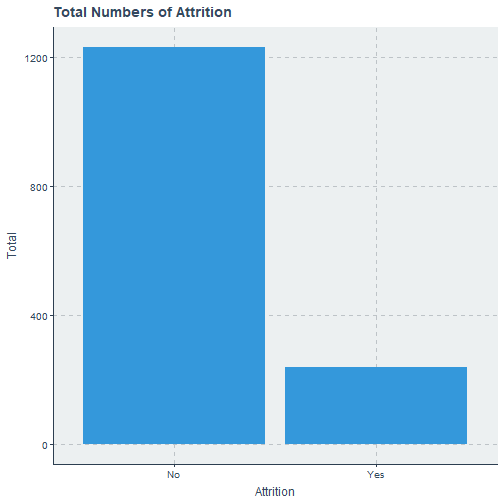 Total Numbers of Attrition
1200
800
400
0
Total
No Yes
Attrition